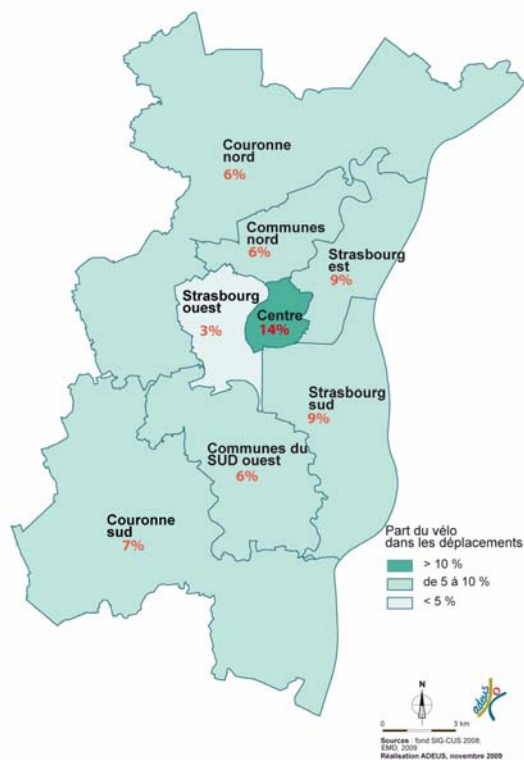 Couronne
nord
6%
Communes
nord
6%
Strasbourg
est
9%
Strasbourg
ouest
3%
Centre
14%
Strasbourg
sud
9%
Communes du
SUD ouest
6%
Couronne
sud
7%
Part du vélo
dans les déplacements
> 10 %
de 5 à 10 %
< 5 %
N
adeus
0 3 km
Sources : fond SIG-CUS 2008;
EMD, 2009
Réalisation ADEUS, novembre 2009